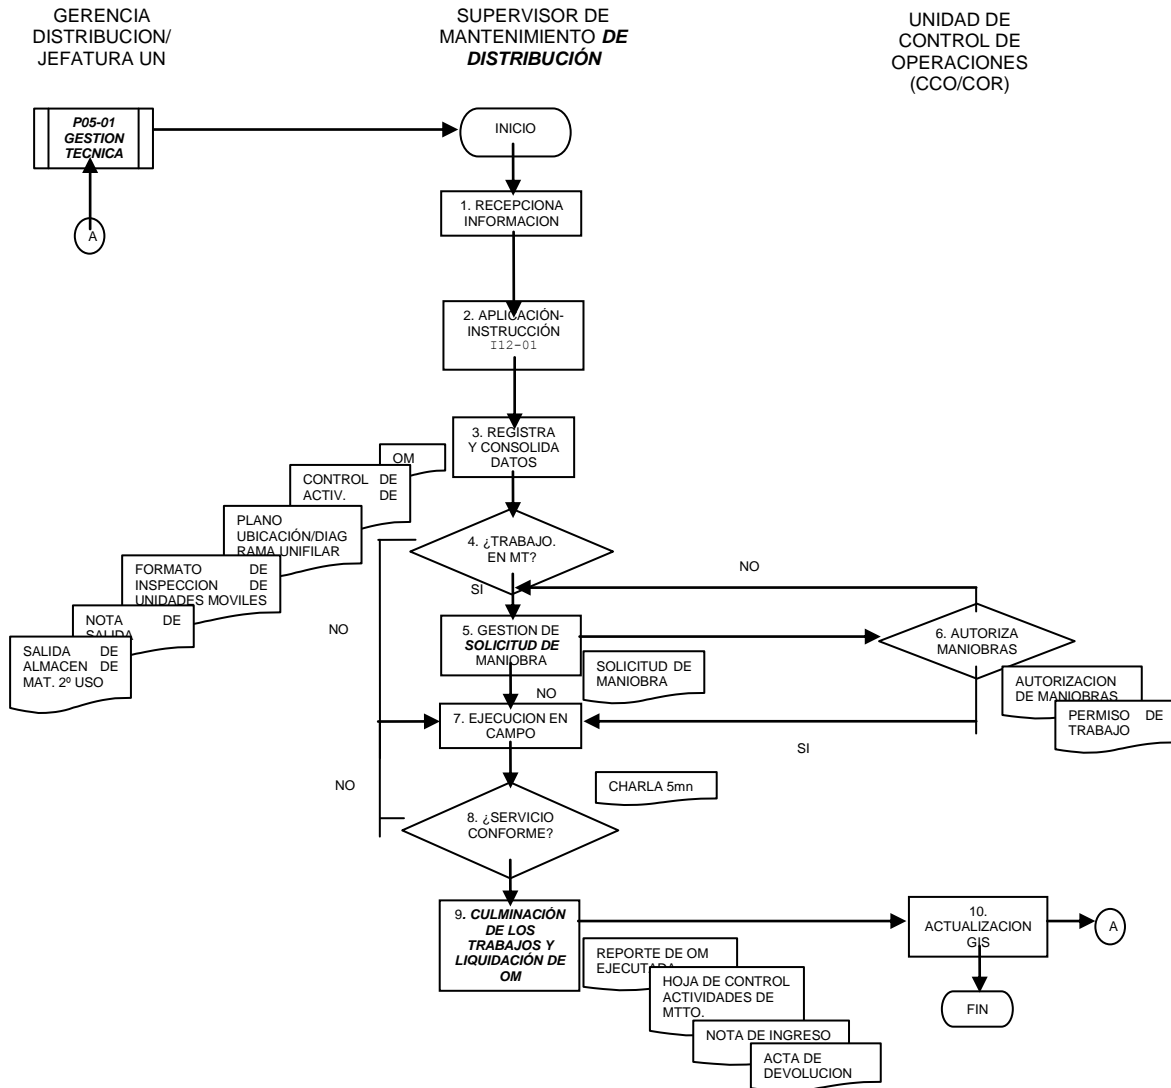 GERENCIA
DISTRIBUCION/
JEFATURA UN
SUPERVISOR DE
MANTENIMIENTO DE
DISTRIBUCIÓN
UNIDAD DE
CONTROL DE
OPERACIONES
(CCO/COR)
P05-01
GESTION
TECNICA
INICIO
A
1. RECEPCIONA
INFORMACION
2. APLICACIÓN-
INSTRUCCIÓN
I12-01
3. REGISTRA
Y CONSOLIDA
DATOS
OM
CONTROL DE
ACTIV. DE
PLANO
UBICACIÓN/DIAG
RAMA UNIFILAR
FORMATO DE
INSPECCION DE
UNIDADES MOVILES
NOTA DE
SALIDA
SALIDA DE
ALMACEN DE
MAT. 2º USO
4. ¿TRABAJO.
EN MT?
NO
SI
NO
5. GESTION DE
SOLICITUD DE
MANIOBRA
6. AUTORIZA
MANIOBRAS
SOLICITUD DE
MANIOBRA
AUTORIZACION
DE MANIOBRAS
PERMISO DE
TRABAJO
NO
7. EJECUCION EN
CAMPO
SI
NO
CHARLA 5mn
8. ¿SERVICIO
CONFORME?
9. CULMINACIÓN
DE LOS
TRABAJOS Y
LIQUIDACIÓN DE
OM
10.
ACTUALIZACION
GIS
A
REPORTE DE OM
EJECUTADA
HOJA DE CONTROL
ACTIVIDADES DE
MTTO.
FIN
NOTA DE INGRESO
ACTA DE
DEVOLUCION